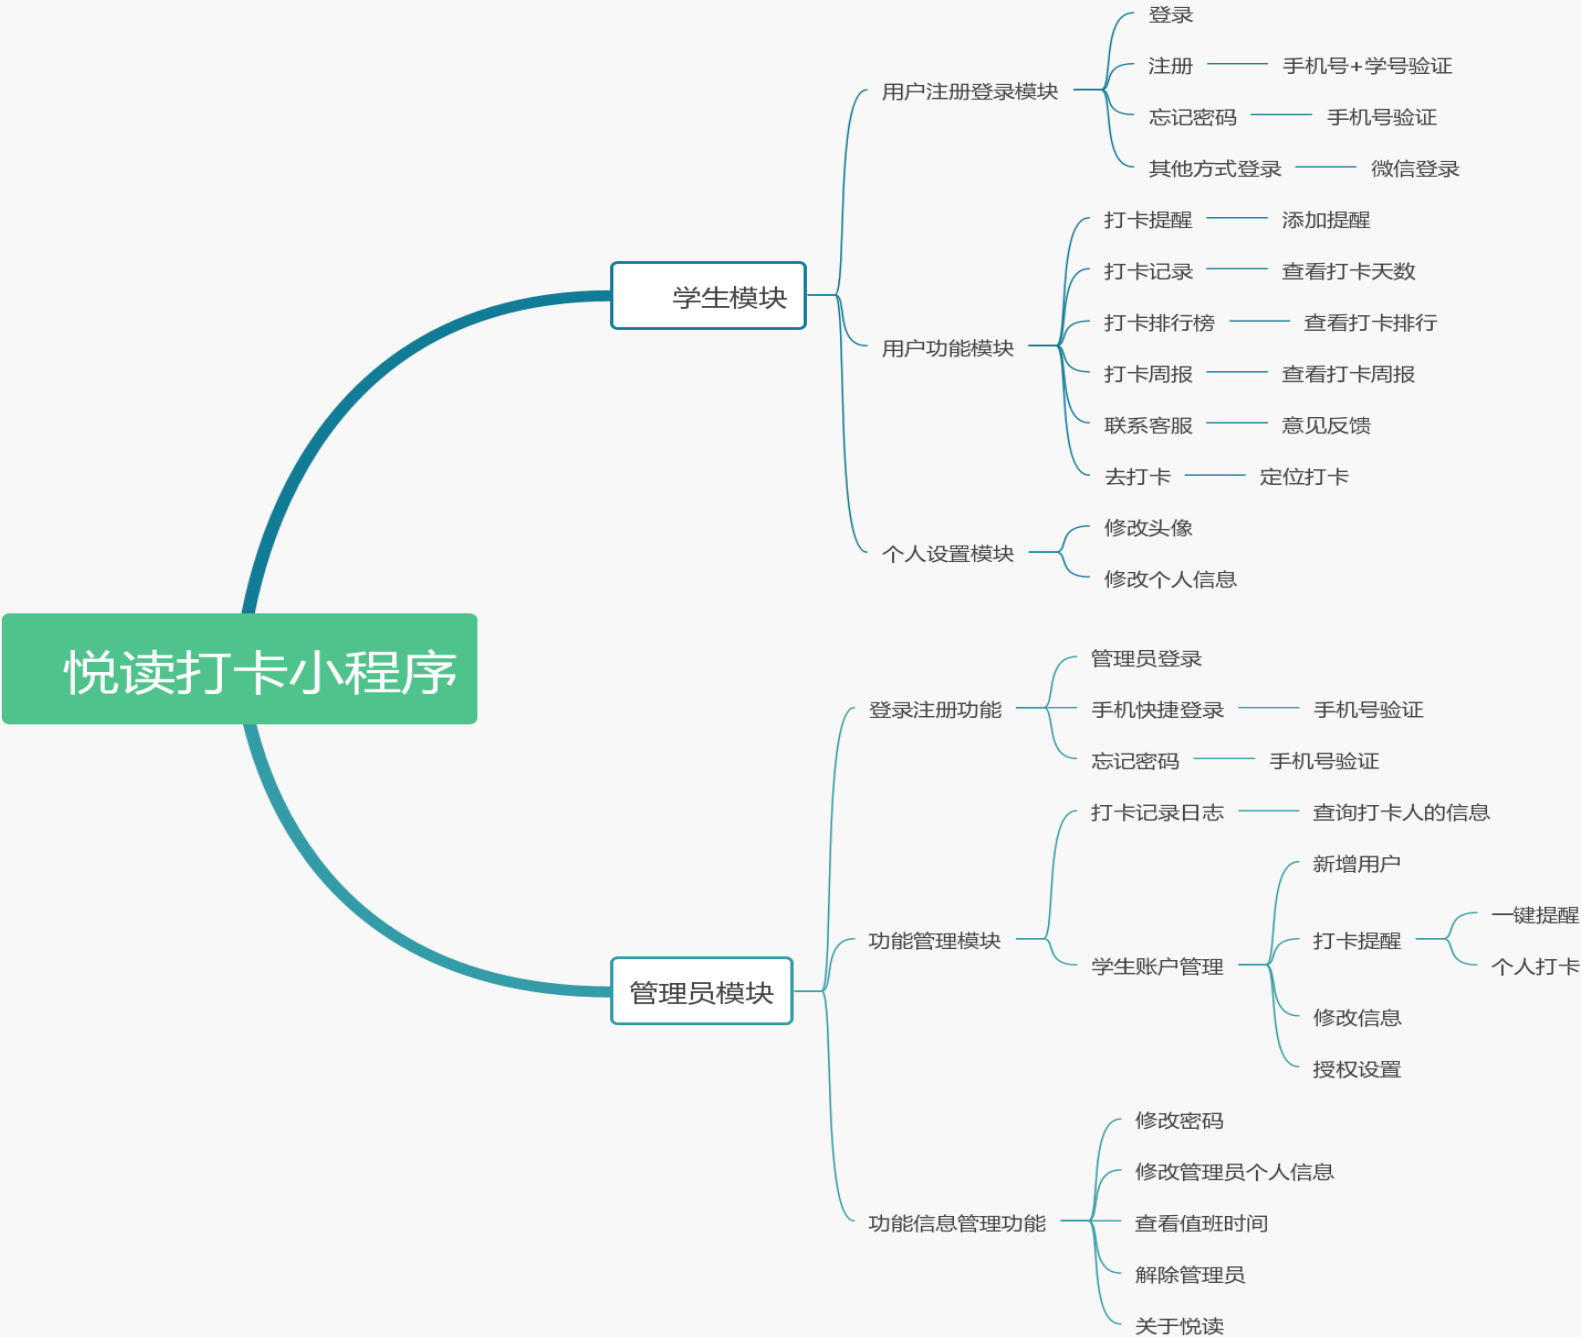 悦读打卡小程序
学生模块
用户注册登录模块
登录
注册
手机号+学号验证
忘记密码
手机号验证
其他方式登录
微信登录
用户功能模块
打卡提醒
添加提醒
打卡记录
查看打卡天数
打卡排行榜
查看打卡排行
打卡周报
查看打卡周报
联系客服
意见反馈
去打卡
定位打卡
个人设置模块
修改头像
修改个人信息
管理员模块
登录注册功能
管理员登录
手机快捷登录
手机号验证
忘记密码
手机号验证
功能管理模块
打卡记录日志
查询打卡人的信息
学生账户管理
新增用户
打卡提醒
一键提醒
个人打卡
修改信息
授权设置
功能信息管理功能
修改密码
修改管理员个人信息
查看值班时间
解除管理员
关于悦读